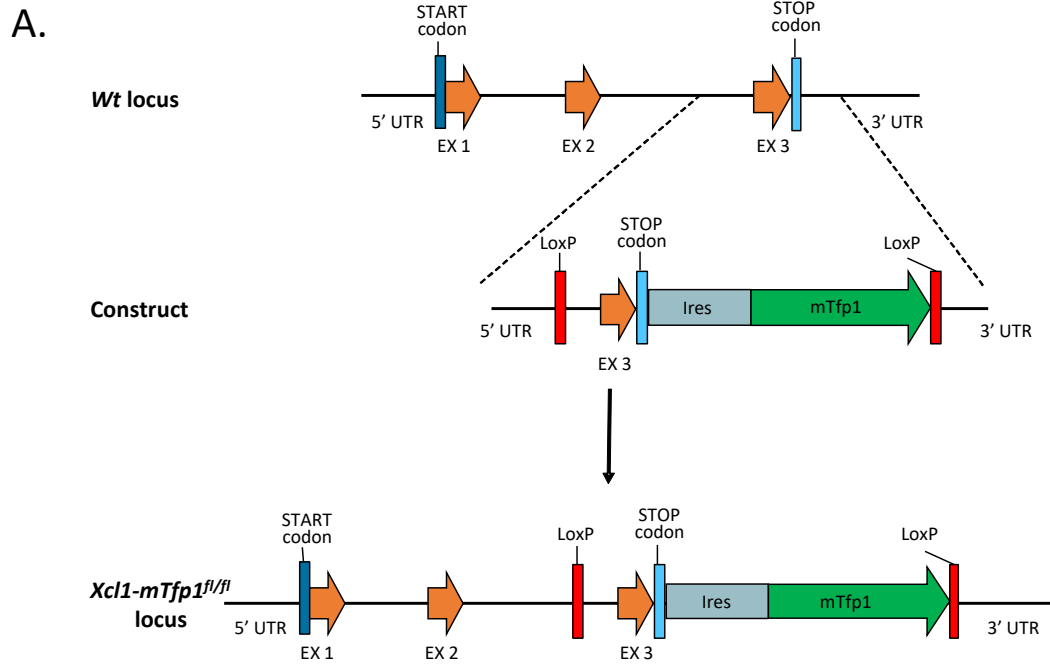 A.
START
codon
STOP
codon
Wt locus
5’ UTR
3’ UTR
EX 1
EX 2
EX 3
STOP
codon
LoxP
LoxP
Construct
Ires
mTfp1
5’ UTR
3’ UTR
EX 3
START
codon
LoxP
STOP
codon
LoxP
Xcl1-mTfp1fl/fl
locus
Ires
mTfp1
5’ UTR
3’ UTR
EX 1
EX 2
EX 3